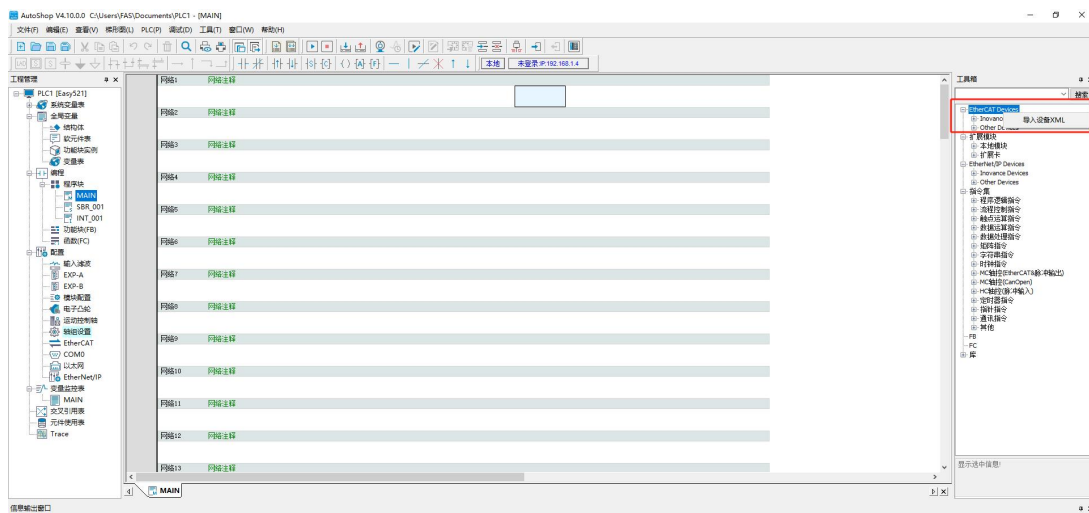 AutoShop V4.10.0.0 C:\Users\FAS\Documents\PLC1 - [MAIN]
文件(F) 编辑(E) 查看(V) 梯形图(L) PLC(P) 调试(D) 工具(T) 窗口(W) 帮助(H)
本地 未登录:IP:192.168.1.4
工程管理
PLC1 [Easy521]
系统变量表
全局变量
结构体
软元件表
功能块实例
变量表
编程
程序块
MAIN
SBR_001
INT_001
功能块(FB)
函数(FC)
配置
输入滤波
EXP-A
EXP-B
模块配置
电子凸轮
运动控制轴
轴组设置
EtherCAT
COM0
以太网
EtherNet/IP
变量监控表
MAIN
交叉引用表
元件使用表
Trace
网络1 网络注释
网络2 网络注释
网络3 网络注释
网络4 网络注释
网络5 网络注释
网络6 网络注释
网络7 网络注释
网络8 网络注释
网络9 网络注释
网络10 网络注释
网络11 网络注释
网络12 网络注释
网络13 网络注释
MAIN
工具箱
搜索
EtherCAT Devices
Inovanc
导入设备XML
Other De
扩展模块
本地模块
扩展卡
EtherNet/IP Devices
Inovance Devices
Other Devices
指令集
程序逻辑指令
流程控制指令
触点运算指令
数据运算指令
数据处理指令
矩阵指令
字符串指令
时钟指令
MC轴控(EtherCAT&脉冲输出)
MC轴控(CanOpen)
HC轴控(脉冲输入)
定时器指令
指针指令
通讯指令
其他
FB
FC
库
显示选中信息!
信息输出窗口